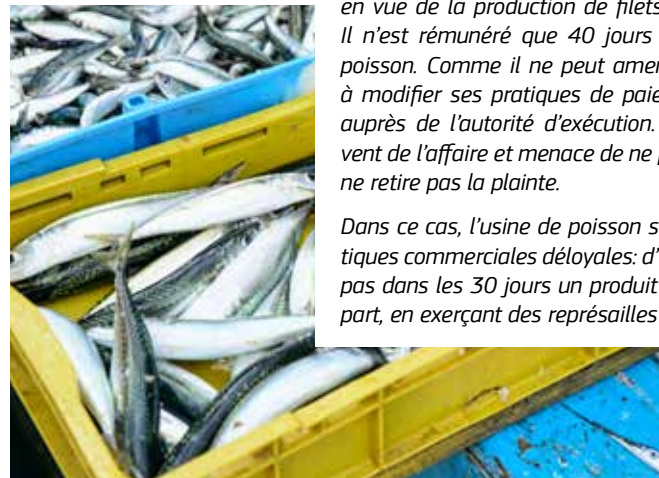 en vue de la production de filets
Il n’est rémunéré que 40 jours
poisson. Comme il ne peut amen
à modifier ses pratiques de paie
auprès de l’autorité d’exécution.
vent de l’affaire et menace de ne p
ne retire pas la plainte.
Dans ce cas, l’usine de poisson s
tiques commerciales déloyales: d’
pas dans les 30 jours un produit
part, en exerçant des représailles